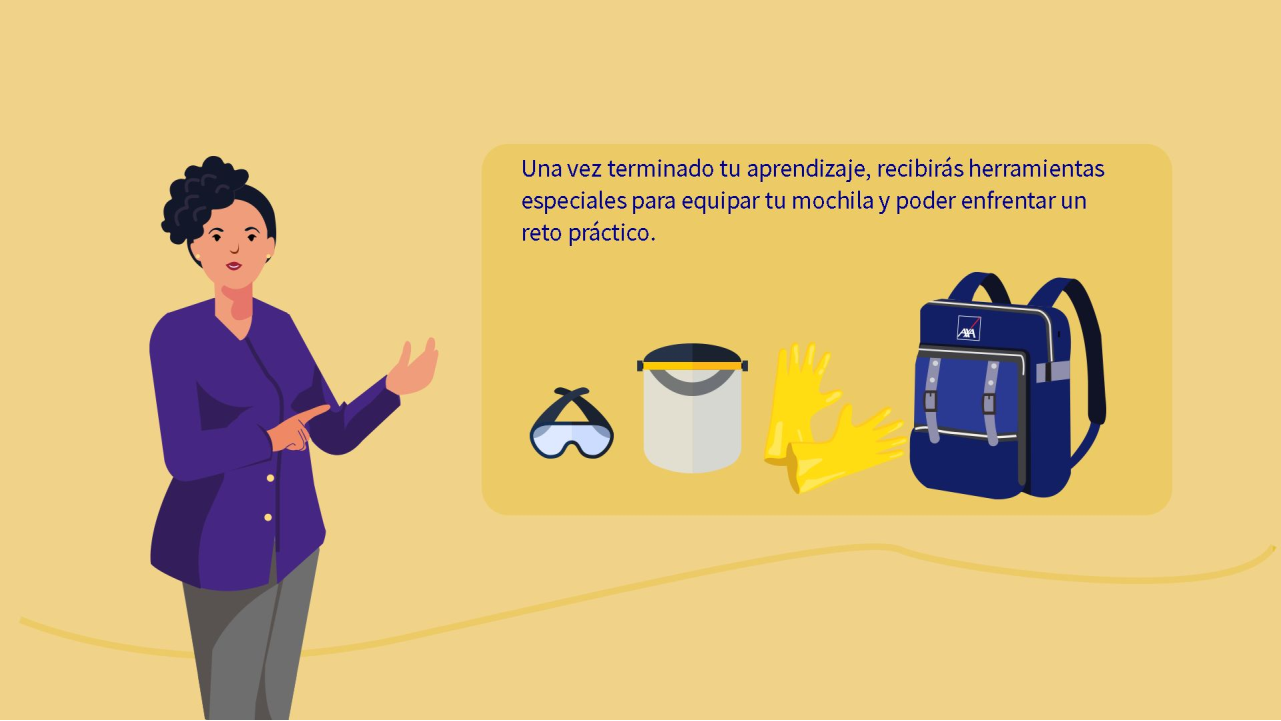 Una vez terminado tu aprendizaje, recibirás herramientas
especiales para equipar tu mochila y poder enfrentar un
reto práctico.
AXA